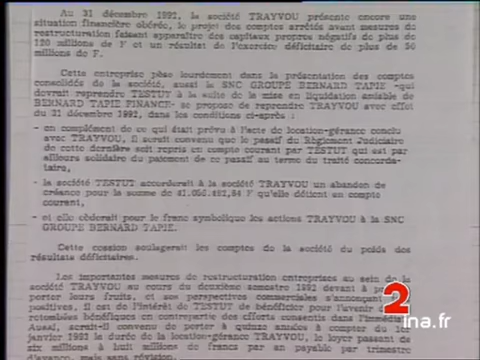 Au 31 décembre 1992, la société TRAYVOU présente encore une
situation financière obérée, le projet des comptes arrêtés avant mesures de
restructuration faisant apparaître des capitaux propres négatifs de plus de
120 millions de F et un résultat de l'exercice déficitaire de plus de 50
millions de F.
Cette entreprise pèse lourdement dans la présentation des comptes
consolidés de la société, aussi la SNC GROUPE BERNARD TAPIE -qui
devrait reprendre TESTUT à la suite de la mise en liquidation amiable de
BERNARD TAPIE FINANCE- se propose de reprendre TRAYVOU avec effet
du 31 décembre 1992, dans les conditions ci-après :
- en complément de ce qui était prévu à l'acte de location-gérance conclu
avec TRAYVOU, il serait convenu que le passif du Règlement Judiciaire
de cette dernière soit repris en compte courant par TESTUT qui est par
ailleurs solidaire du paiement de ce passif au terme du traité concorda-
taire,
- la société TESTUT accorderait à la société TRAYVOU un abandon de
créance pour la somme de F qu'elle détient en compte
courant,
- et elle cèderait pour le franc symbolique les actions TRAYVOU à la SNC
GROUPE BERNARD TAPIE.
Cette cession soulagerait les comptes de la société du poids des
résultats déficitaires.
Les importantes mesures de restructuration entreprises au sein de la
société TRAYVOU au cours du deuxième semestre 1992 devant à
porter leurs fruits, et ses perspectives commerciales s'annonçant
positives, il est de l'intérêt de TESTUT de bénéficier pour l'avenir
retombées bénéfiques en contrepartie des efforts consentis dans l'immédiat
Aussi, serait-il convenu de porter à quinze années à compter du 1er
janvier 1992 la durée de la location-gérance TRAYVOU, le loyer passant de
six millions à huit millions de francs par an payable par trimestre
d'avance, mais sans révision.
2
ina.fr